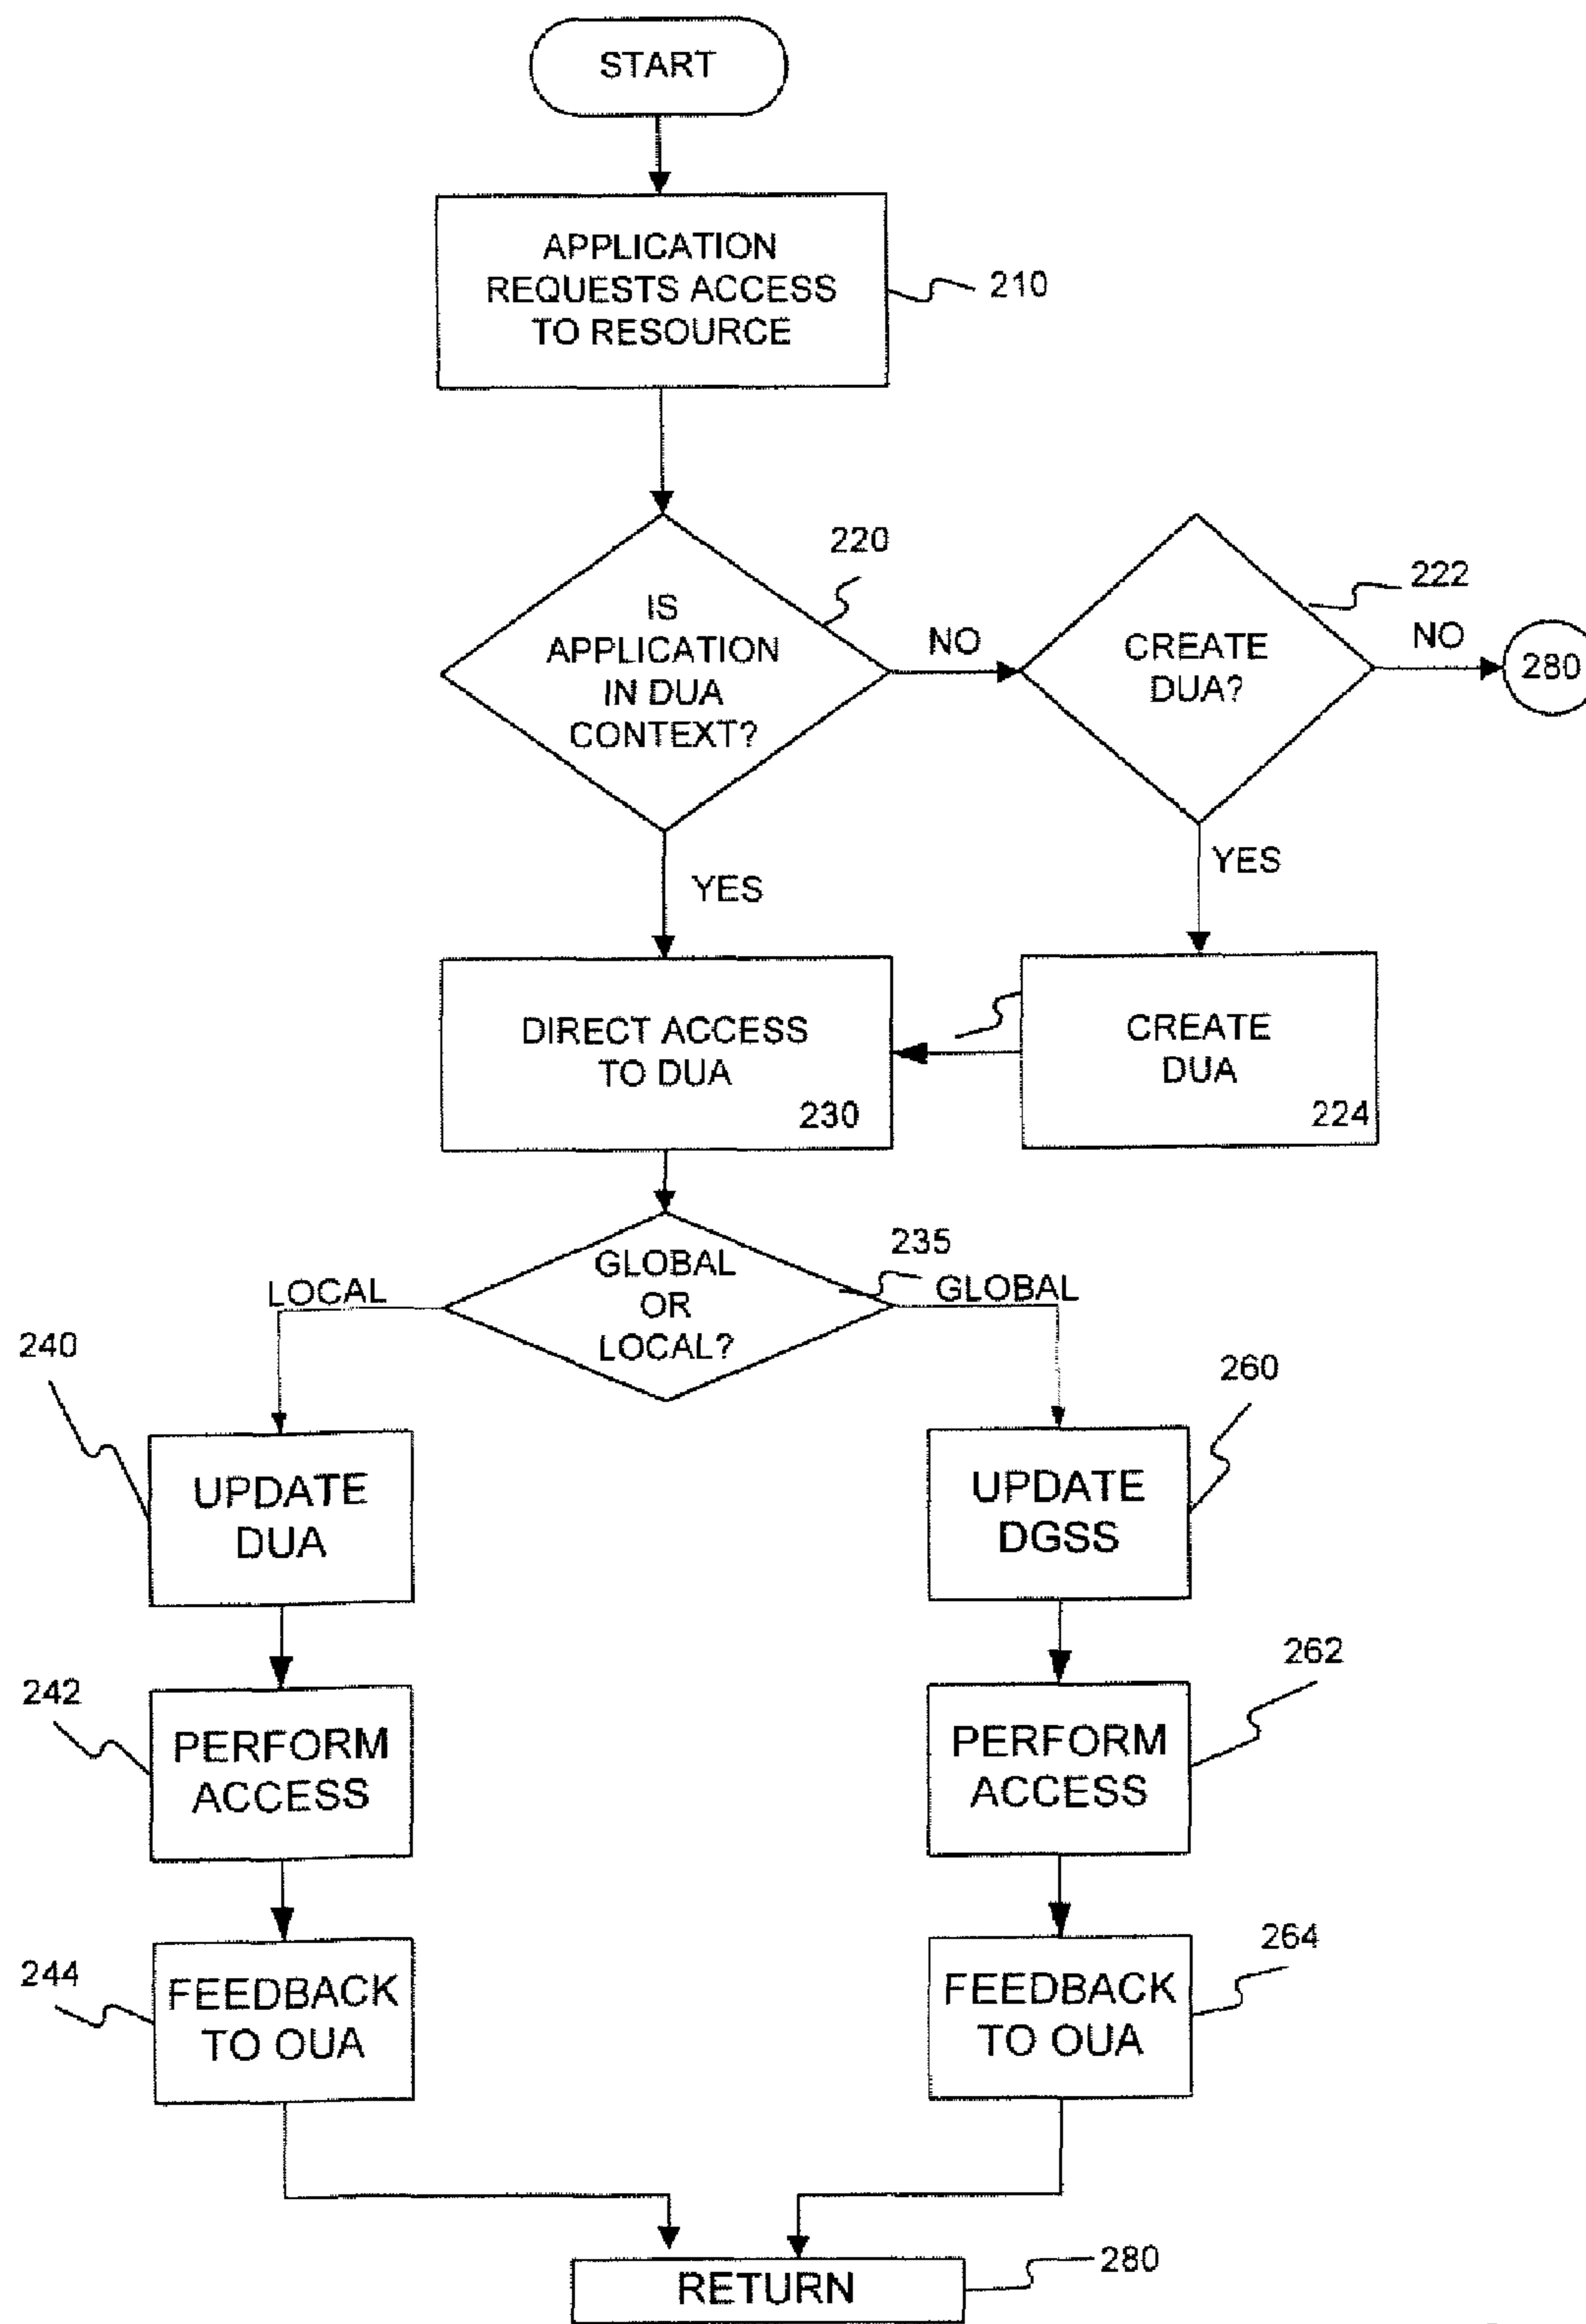 START
APPLICATION
REQUESTS ACCESS
TO RESOURCE
210
IS
APPLICATION
IN DUA
CONTEXT?
220
NO
CREATE
DUA?
222
NO
280
YES
YES
DIRECT ACCESS
TO DUA
230
CREATE
DUA
224
GLOBAL
OR
LOCAL?
235
LOCAL
GLOBAL
240
UPDATE
DUA
260
UPDATE
DGSS
242
PERFORM
ACCESS
262
PERFORM
ACCESS
244
FEEDBACK
TO OUA
264
FEEDBACK
TO OUA
RETURN
280